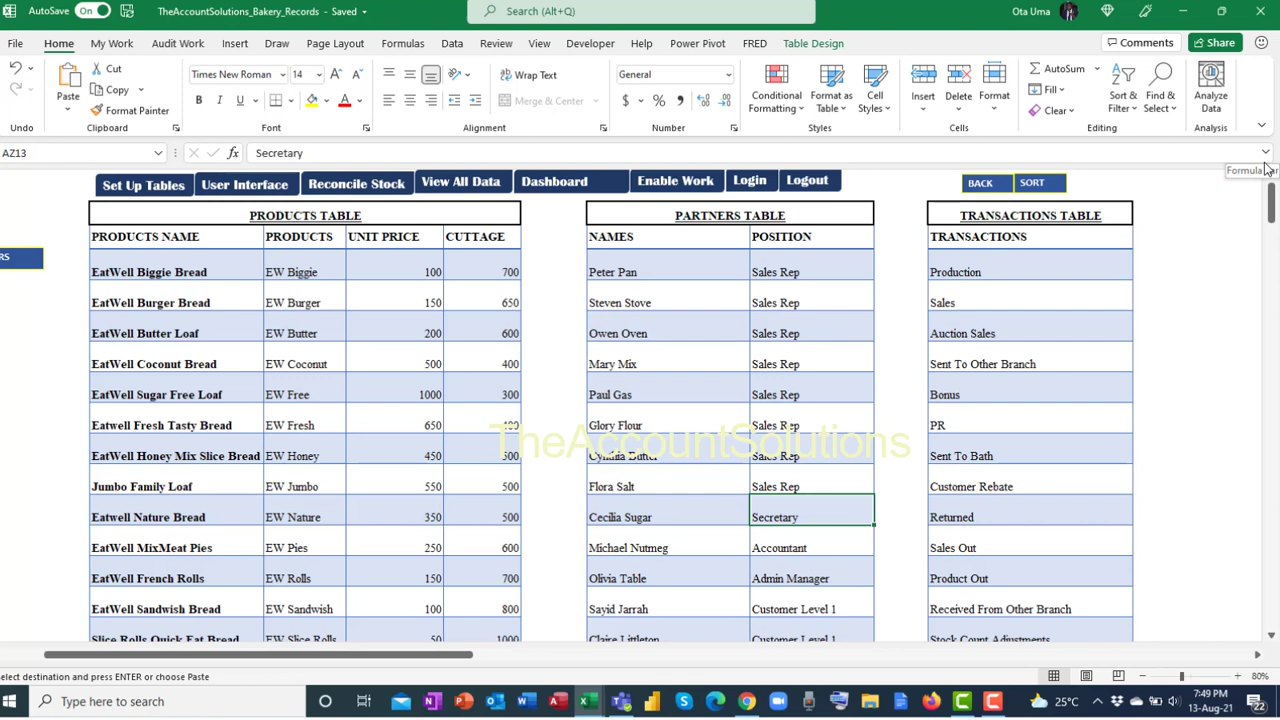 AutoSave On TheAccountSolutions_Bakery_Records - Saved Search (Alt+Q) Ota Uma
File Home My Work Audit Work Insert Draw Page Layout Formulas Data Review View Developer Help Power Pivot FRED Table Design Comments Share
Cut
Copy
Format Painter
Paste
Times New Roman 14
B I U
Wrap Text
Merge & Center
General
$ %
Conditional Formatting
Format as Table
Cell Styles
Insert
Delete
Format
AutoSum
Fill
Clear
Sort & Filter
Find & Select
Analyze Data
Undo Clipboard Font Alignment Number Styles Cells Editing Analysis
AZ13 fx Secretary
Formula Bar
Set Up Tables User Interface Reconcile Stock View All Data Dashboard Enable Work Login Logout BACK SORT
PRODUCTS TABLE PARTNERS TABLE TRANSACTIONS TABLE
PRODUCTS NAME PRODUCTS UNIT PRICE CUTTAGE NAMES POSITION TRANSACTIONS
RS
EatWell Biggie Bread EW Biggie 100 700 Peter Pan Sales Rep Production
EatWell Burger Bread EW Burger 150 650 Steven Stove Sales Rep Sales
EatWell Butter Loaf EW Butter 200 600 Owen Oven Sales Rep Auction Sales
EatWell Coconut Bread EW Coconut 500 400 Mary Mix Sales Rep Sent To Other Branch
EatWell Sugar Free Loaf EW Free 1000 300 Paul Gas Sales Rep Bonus
Eatwell Fresh Tasty Bread EW Fresh 650 400 Glory Flour Sales Rep PR
TheAccountSolutions
EatWell Honey Mix Slice Bread EW Honey 450 300 Cynthia Butter Sales Rep Sent To Bath
Jumbo Family Loaf EW Jumbo 550 500 Flora Salt Sales Rep Customer Rebate
Eatwell Nature Bread EW Nature 350 500 Cecilia Sugar Secretary Returned
EatWell MixMeat Pies EW Pies 250 600 Michael Nutmeg Accountant Sales Out
EatWell French Rolls EW Rolls 150 700 Olivia Table Admin Manager Product Out
EatWell Sandwish Bread EW Sandwish 100 800 Sayid Jarrah Customer Level 1 Received From Other Branch
Slice Rolls Quick Eat Bread EW Slice Rolls 50 1000 Claire Littleton Customer Level 1 Stock Count Adjustments
Select destination and press ENTER or choose Paste 80%
Type here to search 25°C 7:49 PM
13-Aug-21 22